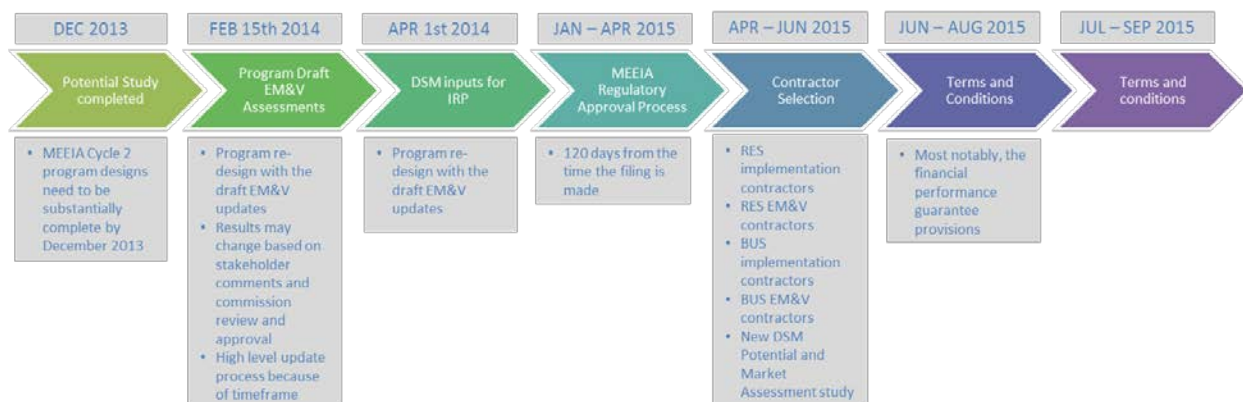 DEC 2013
FEB 15th 2014
APR 1st 2014
JAN – APR 2015
APR – JUN 2015
JUN – AUG 2015
JUL – SEP 2015
Potential Study
completed
Program Draft
EM&V
Assessments
DSM inputs for
IRP
MEEIA
Regulatory
Approval Process
Contractor
Selection
Terms and
Conditions
Terms and
conditions
• MEEIA Cycle 2
program designs
need to be
substantially
complete by
December 2013
• Program re-
design with the
draft EM&V
updates
• Results may
change based on
stakeholder
comments and
commission
review and
approval
• High level update
process because
of timeframe
• Program re-
design with the
draft EM&V
updates
• 120 days from the
time the filing is
made
• RES
implementation
contractors
• RES EM&V
contractors
• BUS
implementation
contractors
• BUS EM&V
contractors
• New DSM
Potential and
Market
Assessment study
• Most notably, the
financial
performance
guarantee
provisions